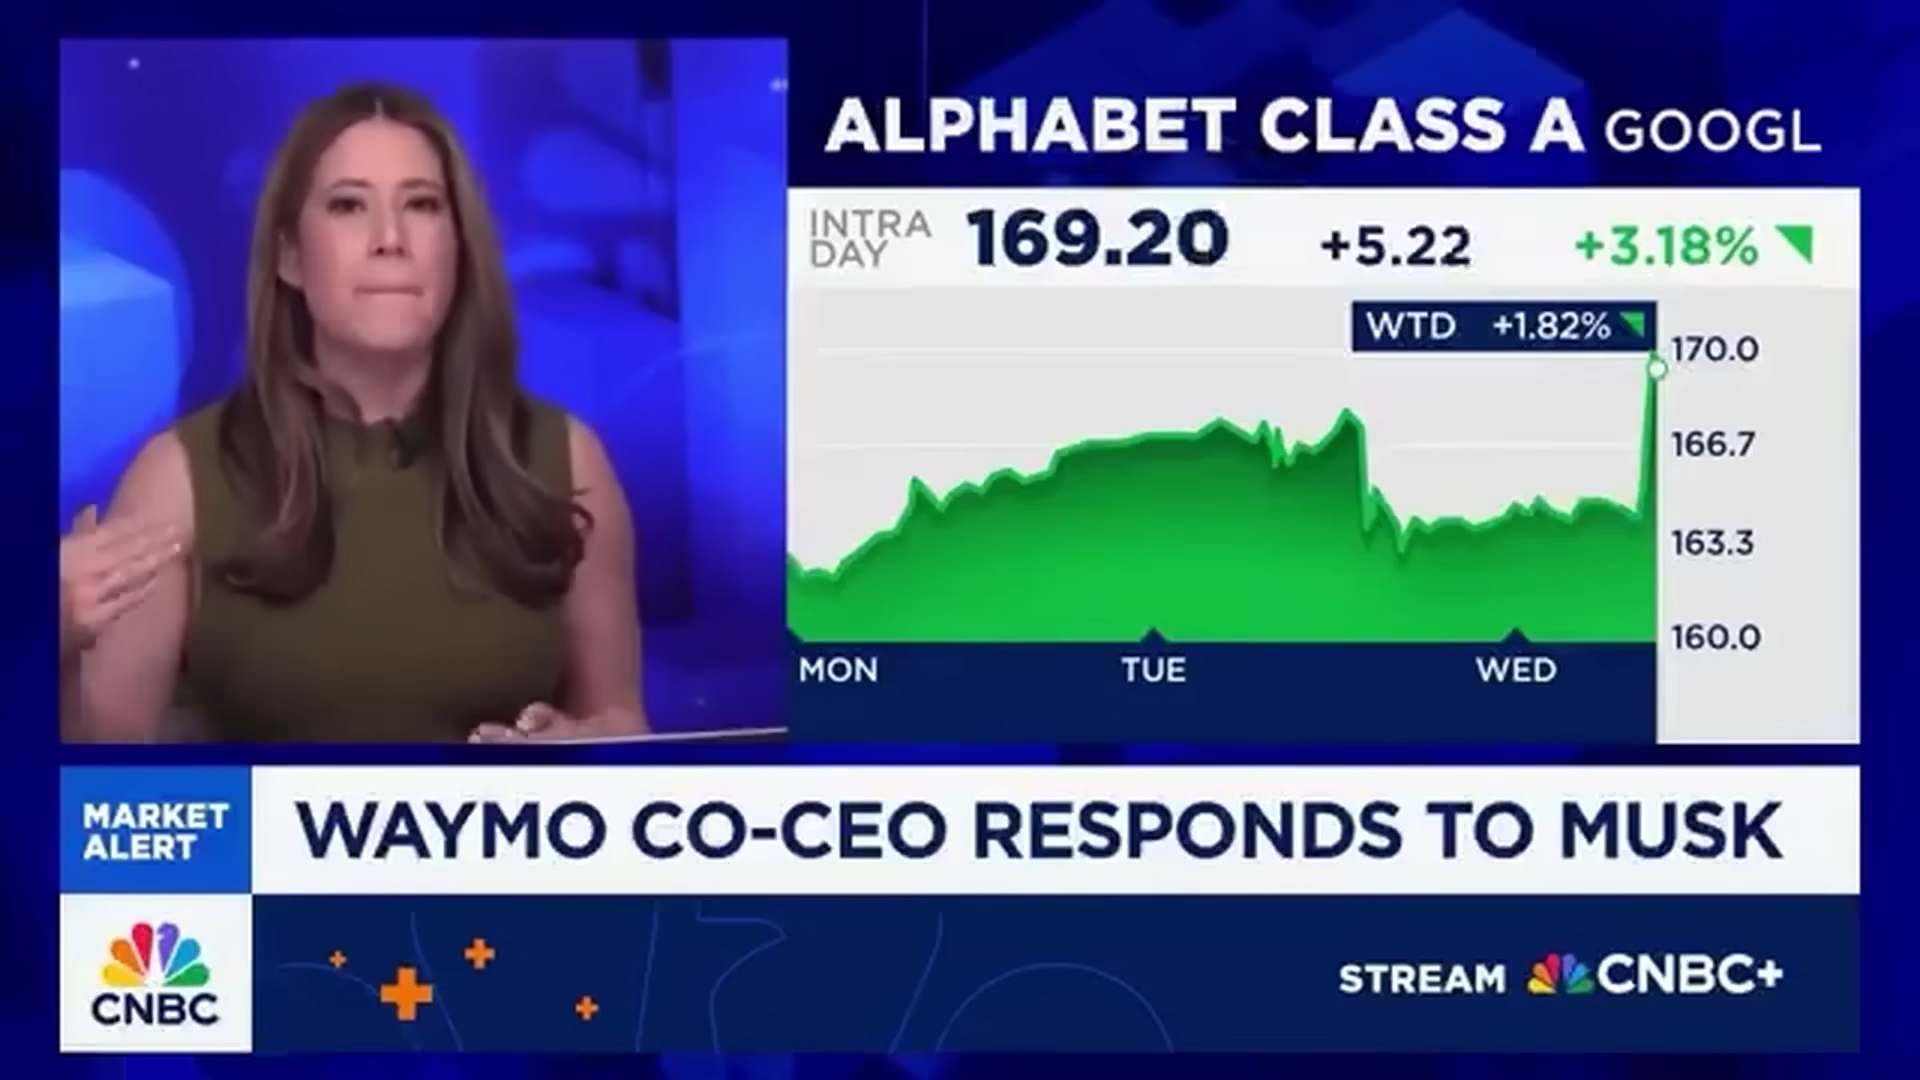 ALPHABET CLASS A GOOGL
INTRA DAY 169.20 +5.22 +3.18%
WTD +1.82%
170.0
166.7
163.3
160.0
MON TUE WED
MARKET ALERT
WAYMO CO-CEO RESPONDS TO MUSK
CNBC
STREAM CNBC+